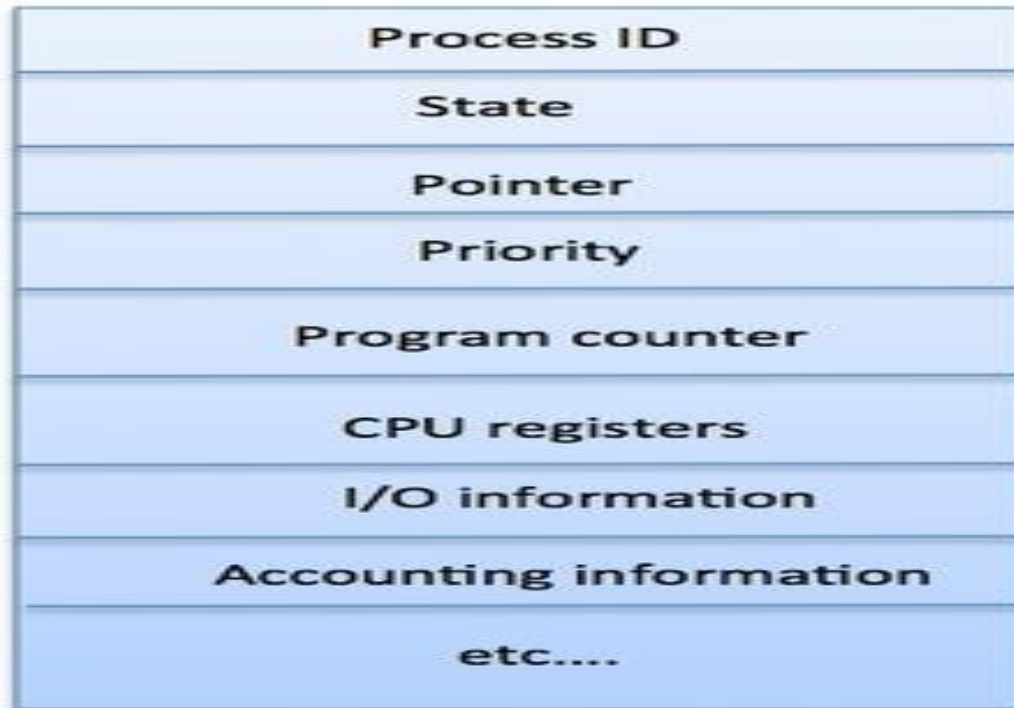 Process ID
State
Pointer
Priority
Program counter
CPU registers
I/O information
Accounting information
etc....